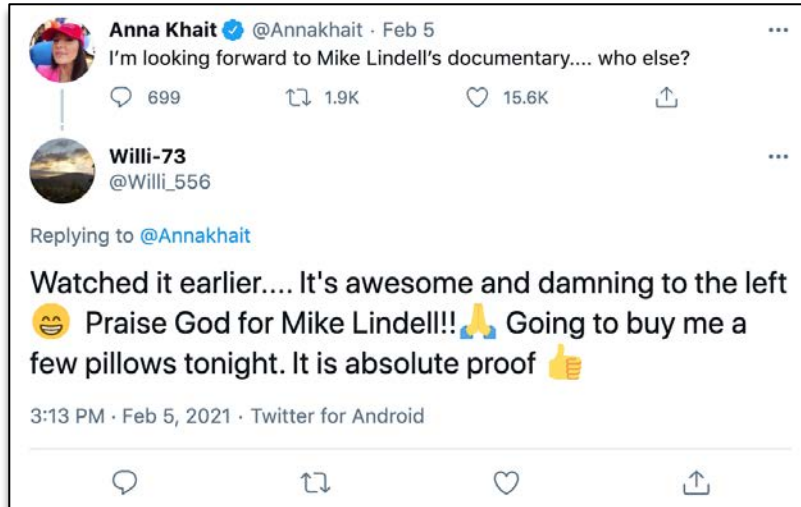 Anna Khait @Annakhait · Feb 5
I'm looking forward to Mike Lindell's documentary.... who else?
699 1.9K 15.6K
Willi-73
@Willi_556
Replying to @Annakhait
Watched it earlier.... It's awesome and damning to the left
😁 Praise God for Mike Lindell!!🙏 Going to buy me a
few pillows tonight. It is absolute proof 👍
3:13 PM · Feb 5, 2021 · Twitter for Android